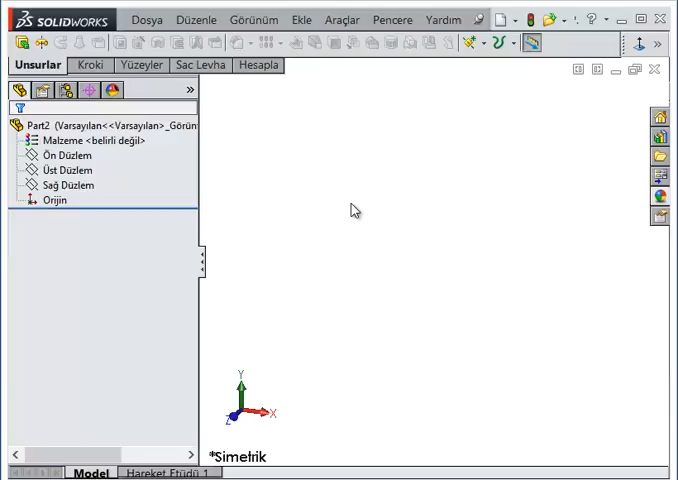 SOLIDWORKS Dosya Düzenle Görünüm Ekle Araçlar Pencere Yardım
Unsurlar Kroki Yüzeyler Sac Levha Hesapla
Part2 (Varsayılan<<Varsayılan>_Görün
Malzeme <belirli değil>
Ön Düzlem
Üst Düzlem
Sağ Düzlem
Orijin
Y
X
Z
*Simetrik
Model Hareket Etüdü 1